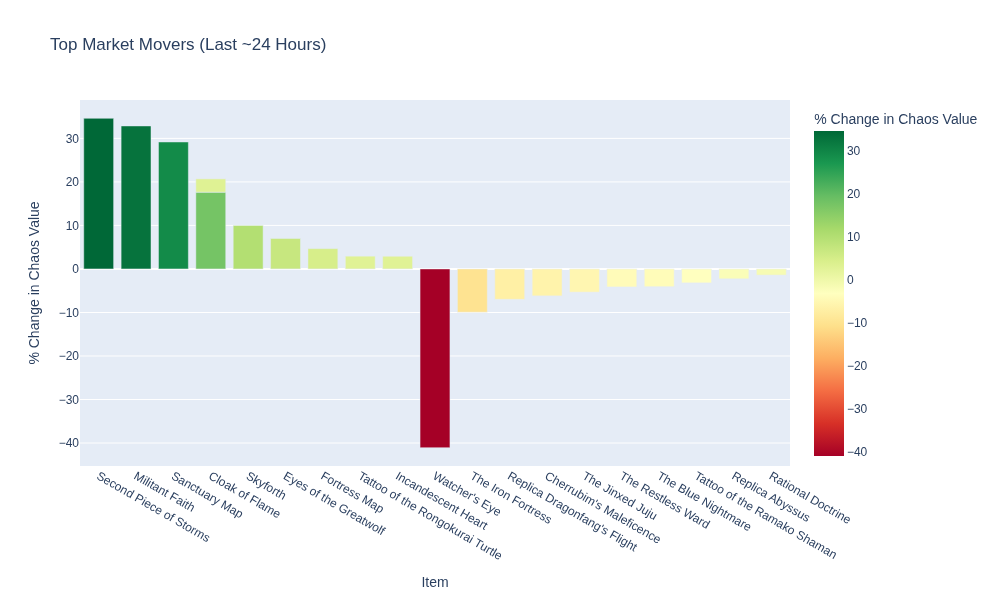 Top Market Movers (Last ~24 Hours)
% Change in Chaos Value
30
20
10
0
−10
−20
−30
−40
Second Piece of Storms
Militant Faith
Sanctuary Map
Cloak of Flame
Skyforth
Eyes of the Greatwolf
Fortress Map
Tattoo of the Rongokurai Turtle
Incandescent Heart
Watcher's Eye
The Iron Fortress
Replica Dragonfang's Flight
Cherrubim's Maleficence
The Jinxed Juju
The Restless Ward
The Blue Nightmare
Tattoo of the Ramako Shaman
Replica Abyssus
Rational Doctrine
Item
% Change in Chaos Value
30
20
10
0
−10
−20
−30
−40